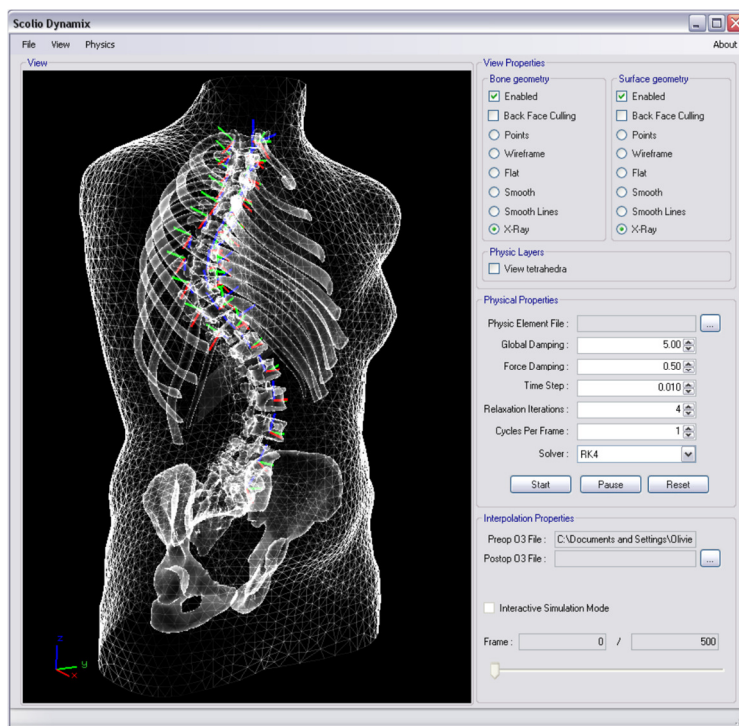 Scolio Dynamix
File View Physics About
View
View Properties
Bone geometry
Enabled
Back Face Culling
Points
Wireframe
Flat
Smooth
Smooth Lines
X-Ray
Surface geometry
Enabled
Back Face Culling
Points
Wireframe
Flat
Smooth
Smooth Lines
X-Ray
Physic Layers
View tetrahedra
Physical Properties
Physic Element File : ...
Global Damping : 5.00
Force Damping : 0.50
Time Step : 0.010
Relaxation Iterations : 4
Cycles Per Frame : 1
Solver : RK4
Start Pause Reset
Interpolation Properties
Preop O3 File : C:\Documents and Settings\Olivie
Postop O3 File : ...
Interactive Simulation Mode
Frame : 0 / 500
z
y
x